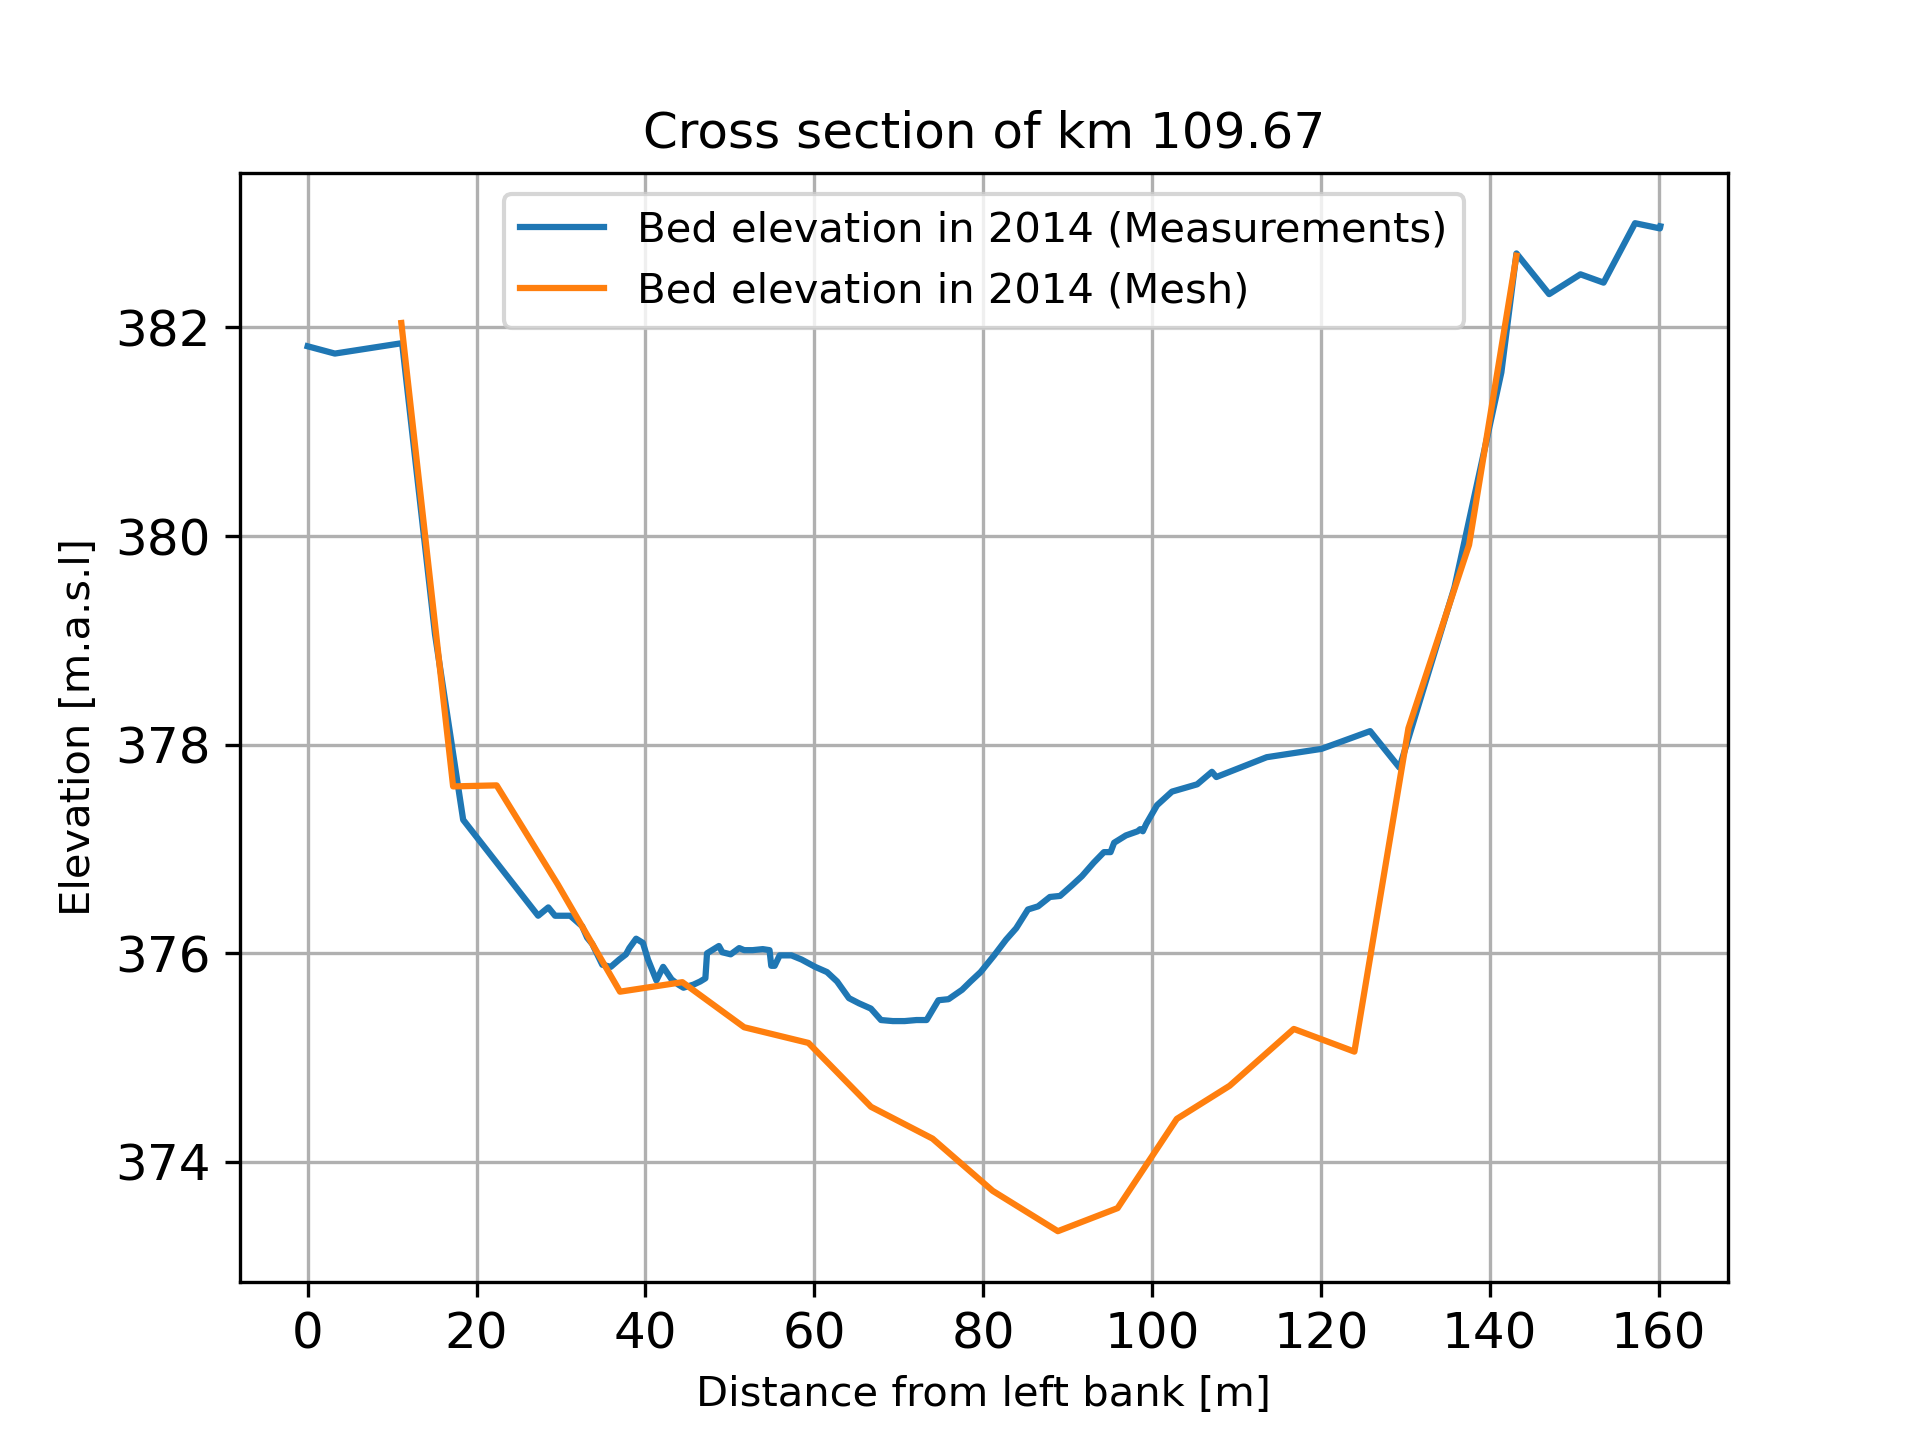 Cross section of km 109.67
Bed elevation in 2014 (Measurements)
Bed elevation in 2014 (Mesh)
Elevation [m.a.s.l]
382
380
378
376
374
0 20 40 60 80 100 120 140 160
Distance from left bank [m]